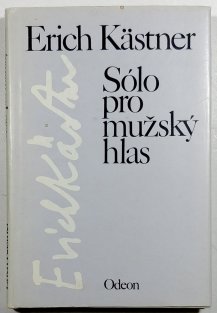 Erich Kästner
Sólo
pro
mužský
hlas
Erich Kästner
Odeon